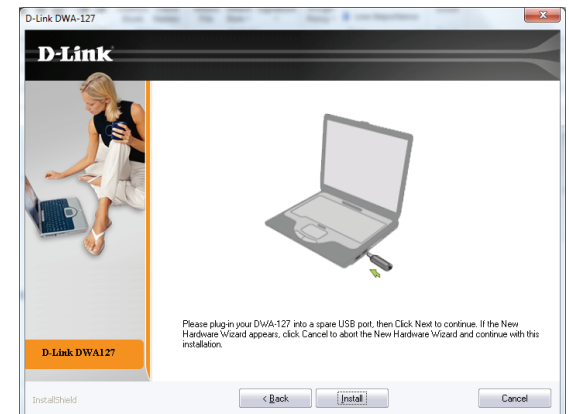 D-Link DWA-127
D-Link
Please plug-in your DWA-127 into a spare USB port, then Click Next to continue. If the New
Hardware Wizard appears, click Cancel to abort the New Hardware Wizard and continue with this
installation.
D-Link DWA127
InstallShield
< Back
Install
Cancel